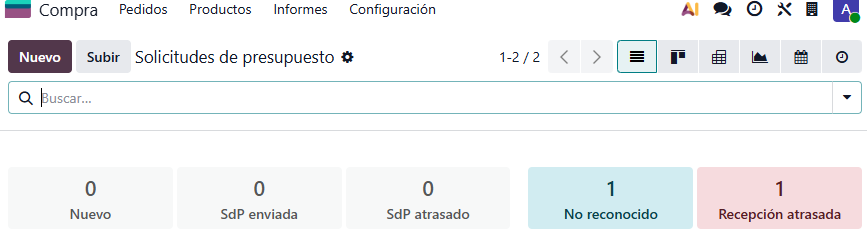 Compra Pedidos Productos Informes Configuración AI A
Nuevo Subir Solicitudes de presupuesto 1-2 / 2
Buscar...
0 0 0 1 1
Nuevo SdP enviada SdP atrasado No reconocido Recepción atrasada